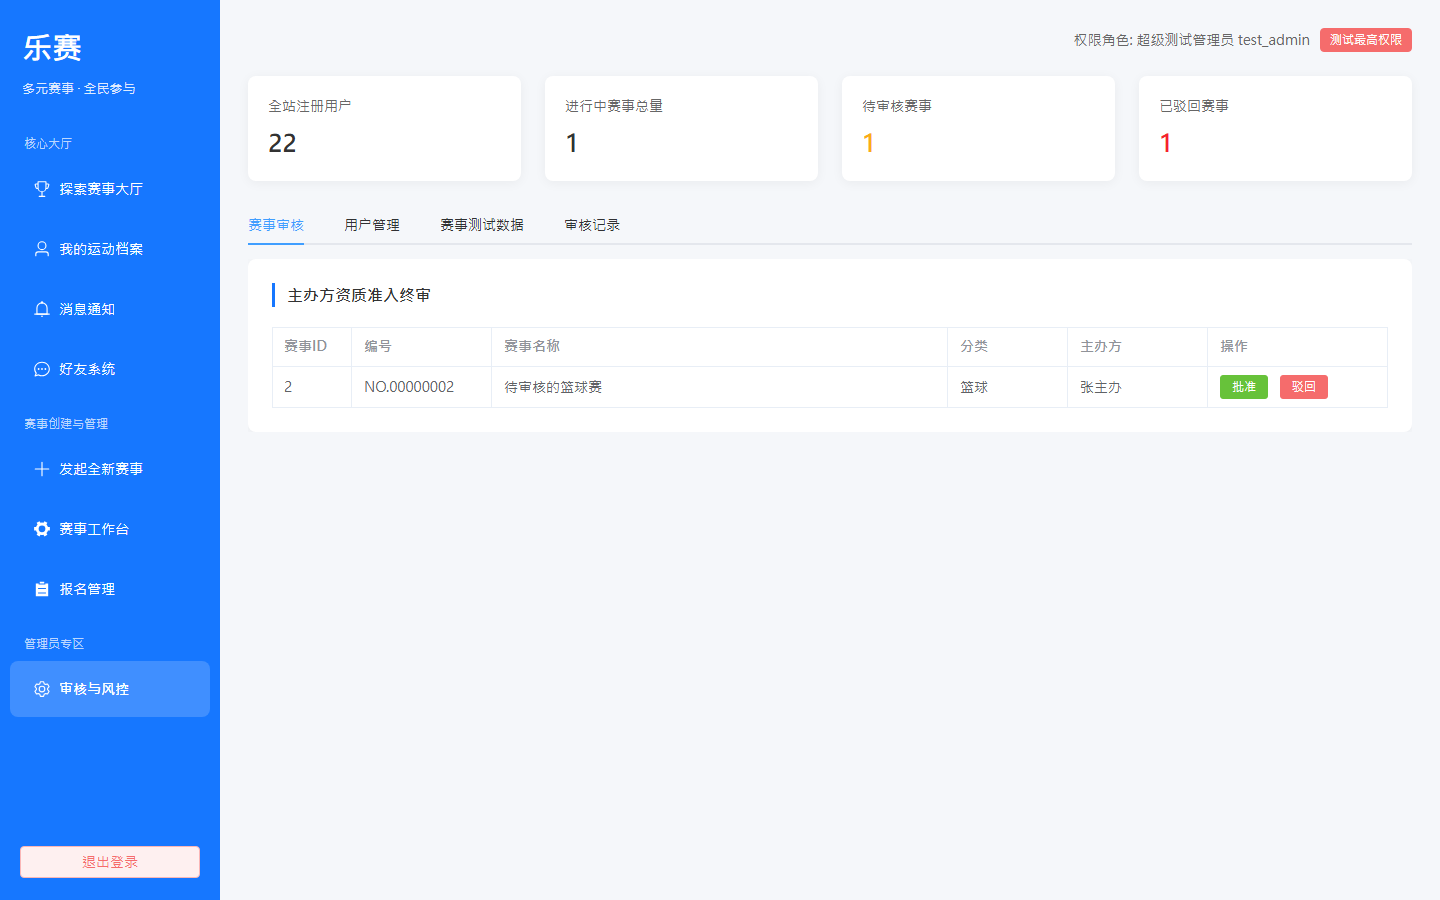 乐赛
多元赛事 · 全民参与
核心大厅
探索赛事大厅
我的运动档案
消息通知
好友系统
赛事创建与管理
发起全新赛事
赛事工作台
报名管理
管理员专区
审核与风控
退出登录
权限角色: 超级测试管理员 test_admin 测试最高权限
全站注册用户
22
进行中赛事总量
1
待审核赛事
1
已驳回赛事
1
赛事审核 用户管理 赛事测试数据 审核记录
主办方资质准入终审
赛事ID 编号 赛事名称 分类 主办方 操作
2 NO.00000002 待审核的篮球赛 篮球 张主办 批准 驳回